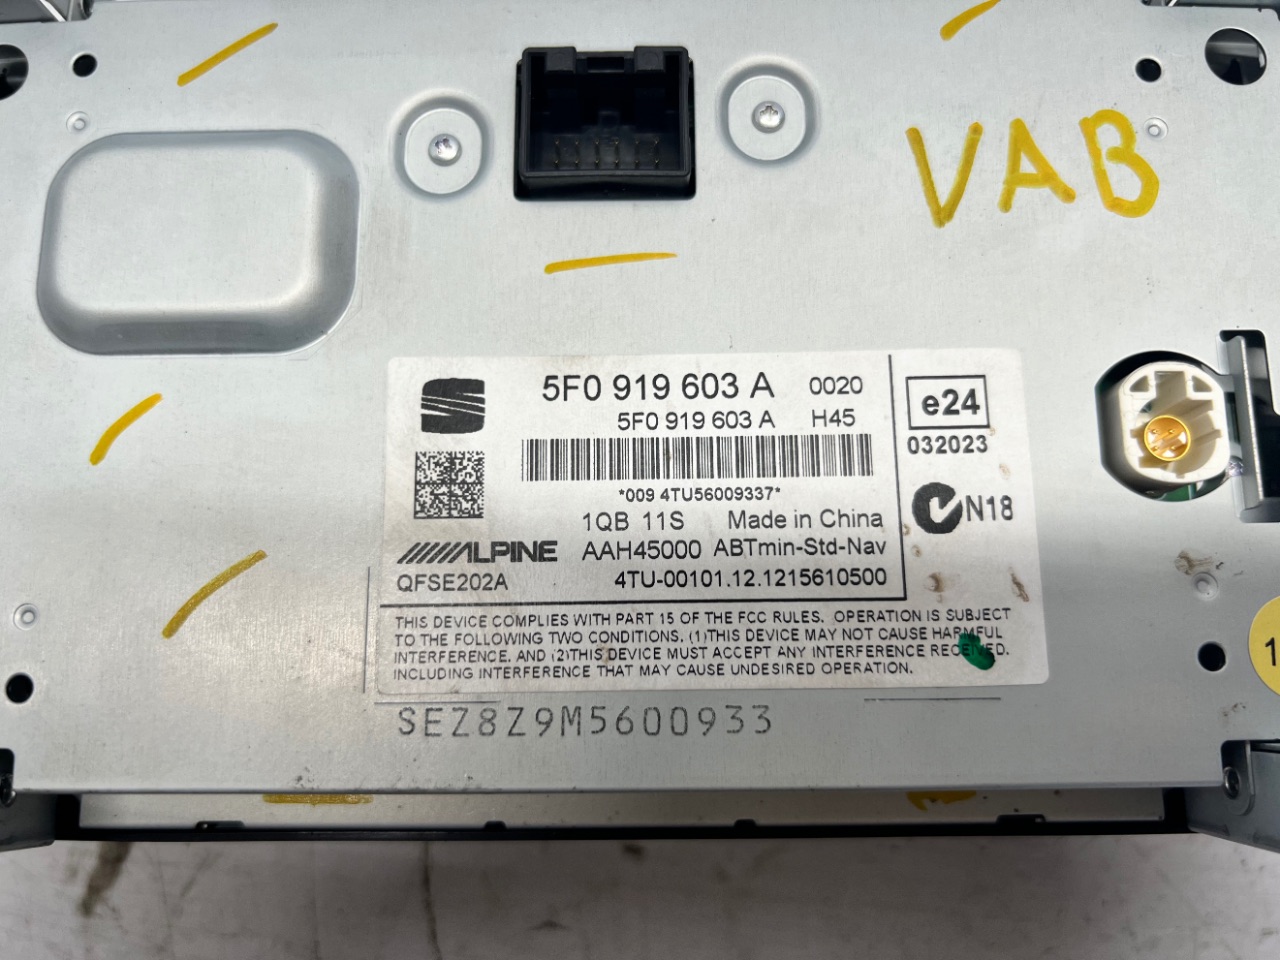 VAB
5F0 919 603 A 0020
5F0 919 603 A H45
e24
032023
*009 4TU56009337*
1QB 11S Made in China
N18
ALPINE AAH45000 ABTmin-Std-Nav
QFSE202A 4TU-00101.12.1215610500
THIS DEVICE COMPLIES WITH PART 15 OF THE FCC RULES. OPERATION IS SUBJECT
TO THE FOLLOWING TWO CONDITIONS. (1)THIS DEVICE MAY NOT CAUSE HARMFUL
INTERFERENCE. AND (2)THIS DEVICE MUST ACCEPT ANY INTERFERENCE RECEIVED.
INCLUDING INTERFERENCE THAT MAY CAUSE UNDESIRED OPERATION.
SEZ8Z9M5600933
1